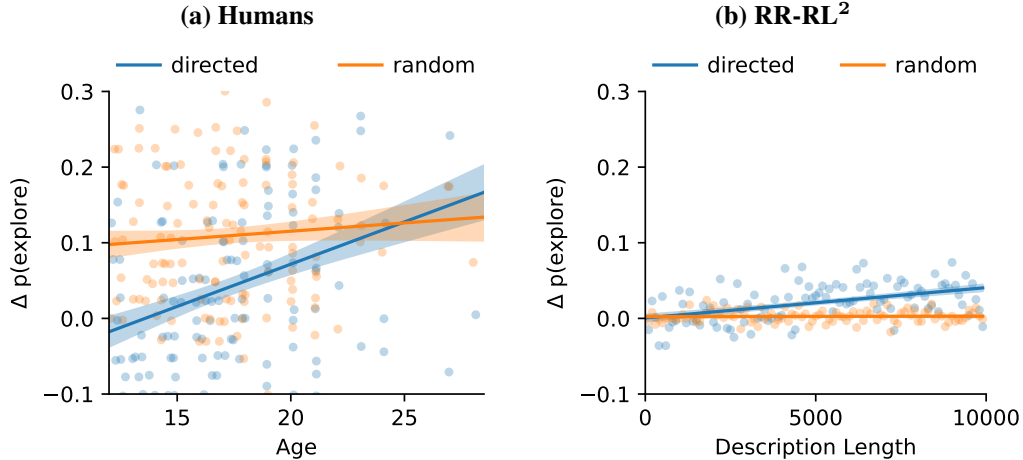 (a) Humans
directed
random
0.3
0.2
0.1
0.0
−0.1
Δ p(explore)
15
20
25
Age
(b) RR-RL²
directed
random
0.3
0.2
0.1
0.0
−0.1
Δ p(explore)
0
5000
10000
Description Length